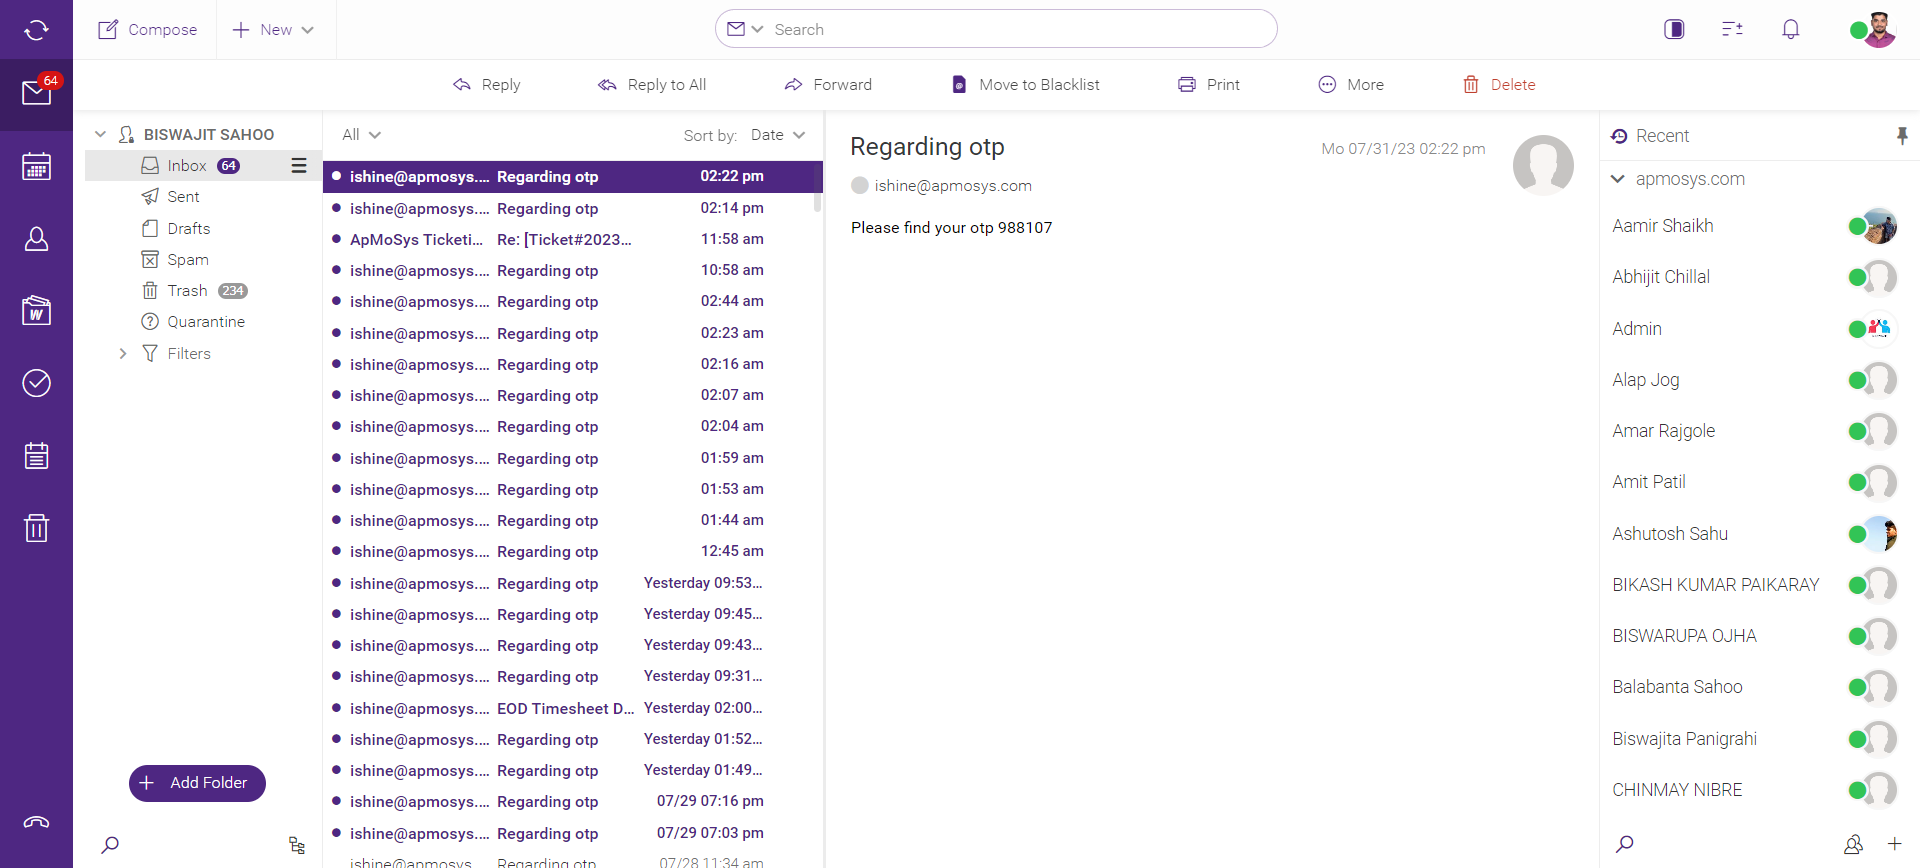 Compose
New
Search
64
Reply
Reply to All
Forward
Move to Blacklist
Print
More
Delete
BISWAJIT SAHOO
Inbox 64
Sent
Drafts
Spam
Trash 234
Quarantine
Filters
Add Folder
All
Sort by: Date
ishine@apmosys.... Regarding otp 02:22 pm
ishine@apmosys.... Regarding otp 02:14 pm
ApMoSys Ticketi... Re: [Ticket#2023... 11:58 am
ishine@apmosys.... Regarding otp 10:58 am
ishine@apmosys.... Regarding otp 02:44 am
ishine@apmosys.... Regarding otp 02:23 am
ishine@apmosys.... Regarding otp 02:16 am
ishine@apmosys.... Regarding otp 02:07 am
ishine@apmosys.... Regarding otp 02:04 am
ishine@apmosys.... Regarding otp 01:59 am
ishine@apmosys.... Regarding otp 01:53 am
ishine@apmosys.... Regarding otp 01:44 am
ishine@apmosys.... Regarding otp 12:45 am
ishine@apmosys.... Regarding otp Yesterday 09:53...
ishine@apmosys.... Regarding otp Yesterday 09:45...
ishine@apmosys.... Regarding otp Yesterday 09:43...
ishine@apmosys.... Regarding otp Yesterday 09:31...
ishine@apmosys.... EOD Timesheet D... Yesterday 02:00...
ishine@apmosys.... Regarding otp Yesterday 01:52...
ishine@apmosys.... Regarding otp Yesterday 01:49...
ishine@apmosys.... Regarding otp 07/29 07:16 pm
ishine@apmosys.... Regarding otp 07/29 07:03 pm
ishine@apmosys.... Regarding otp 07/28 11:34 am
Regarding otp
Mo 07/31/23 02:22 pm
ishine@apmosys.com
Please find your otp 988107
Recent
apmosys.com
Aamir Shaikh
Abhijit Chillal
Admin
Alap Jog
Amar Rajgole
Amit Patil
Ashutosh Sahu
BIKASH KUMAR PAIKARAY
BISWARUPA OJHA
Balabanta Sahoo
Biswajita Panigrahi
CHINMAY NIBRE